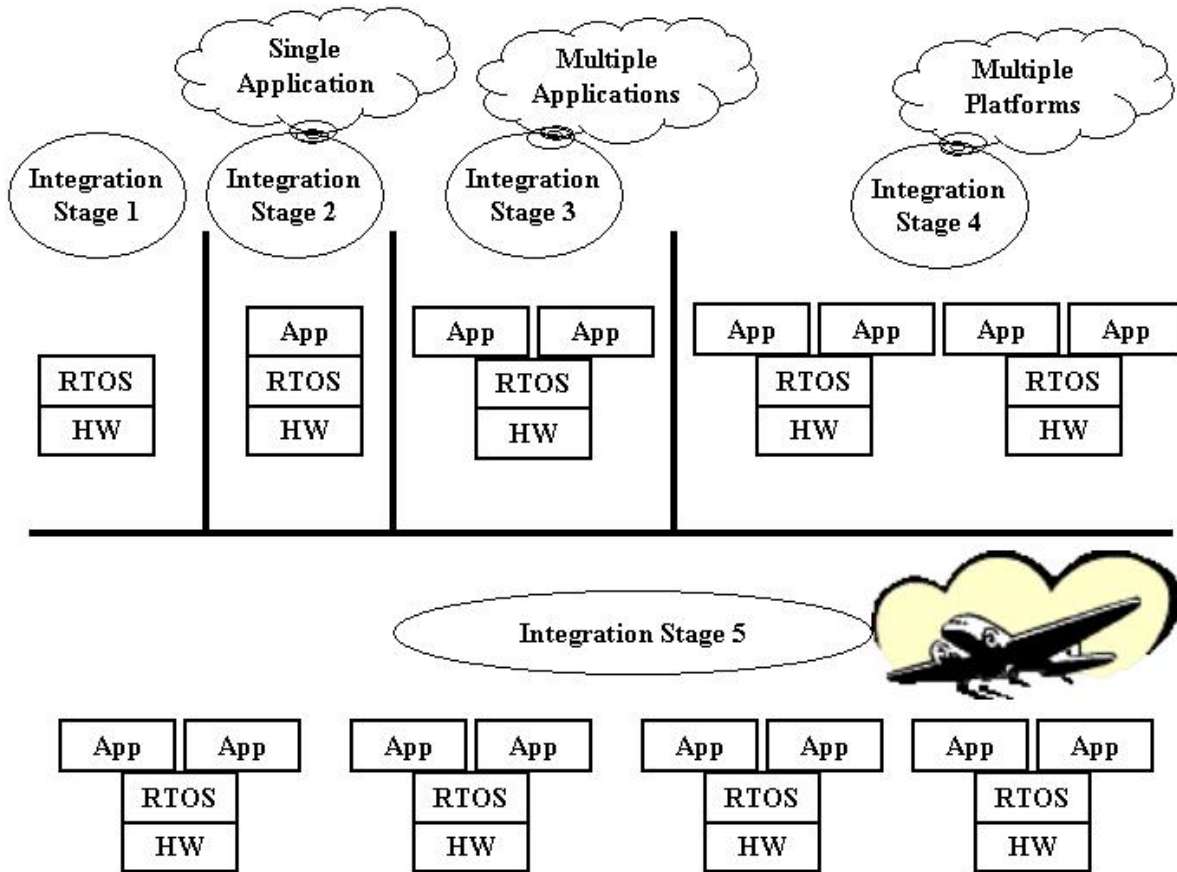 Single
Application
Multiple
Applications
Multiple
Platforms
Integration
Stage 1
Integration
Stage 2
Integration
Stage 3
Integration
Stage 4
App
RTOS
HW
RTOS
HW
App App
RTOS
HW
App App App App
RTOS RTOS
HW HW
Integration Stage 5
App App App App App App App App
RTOS RTOS RTOS RTOS
HW HW HW HW